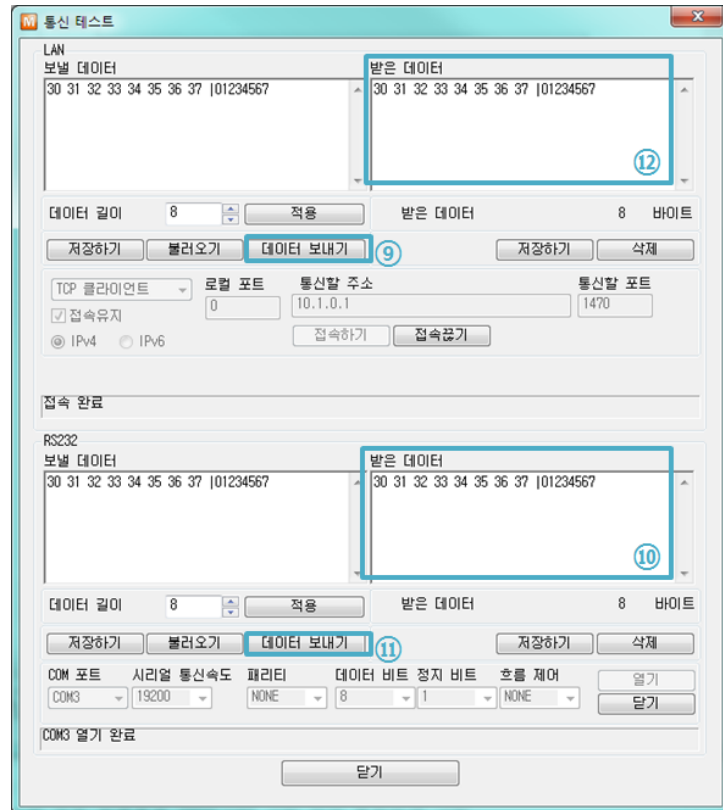 M 통신 테스트
LAN
보낼 데이터 받은 데이터
30 31 32 33 34 35 36 37 |01234567 30 31 32 33 34 35 36 37 |01234567
⑫
데이터 길이 8 적용 받은 데이터 8 바이트
저장하기 불러오기 데이터 보내기 ⑨ 저장하기 삭제
TCP 클라이언트 로컬 포트 통신할 주소 통신할 포트
0 10.1.0.1 1470
접속유지
IPv4 IPv6 접속하기 접속끊기
접속 완료
RS232
보낼 데이터 받은 데이터
30 31 32 33 34 35 36 37 |01234567 30 31 32 33 34 35 36 37 |01234567
⑩
데이터 길이 8 적용 받은 데이터 8 바이트
저장하기 불러오기 데이터 보내기 ⑪ 저장하기 삭제
COM 포트 시리얼 통신속도 패리티 데이터 비트 정지 비트 흐름 제어 열기
COM3 19200 NONE 8 1 NONE 닫기
COM3 열기 완료
닫기